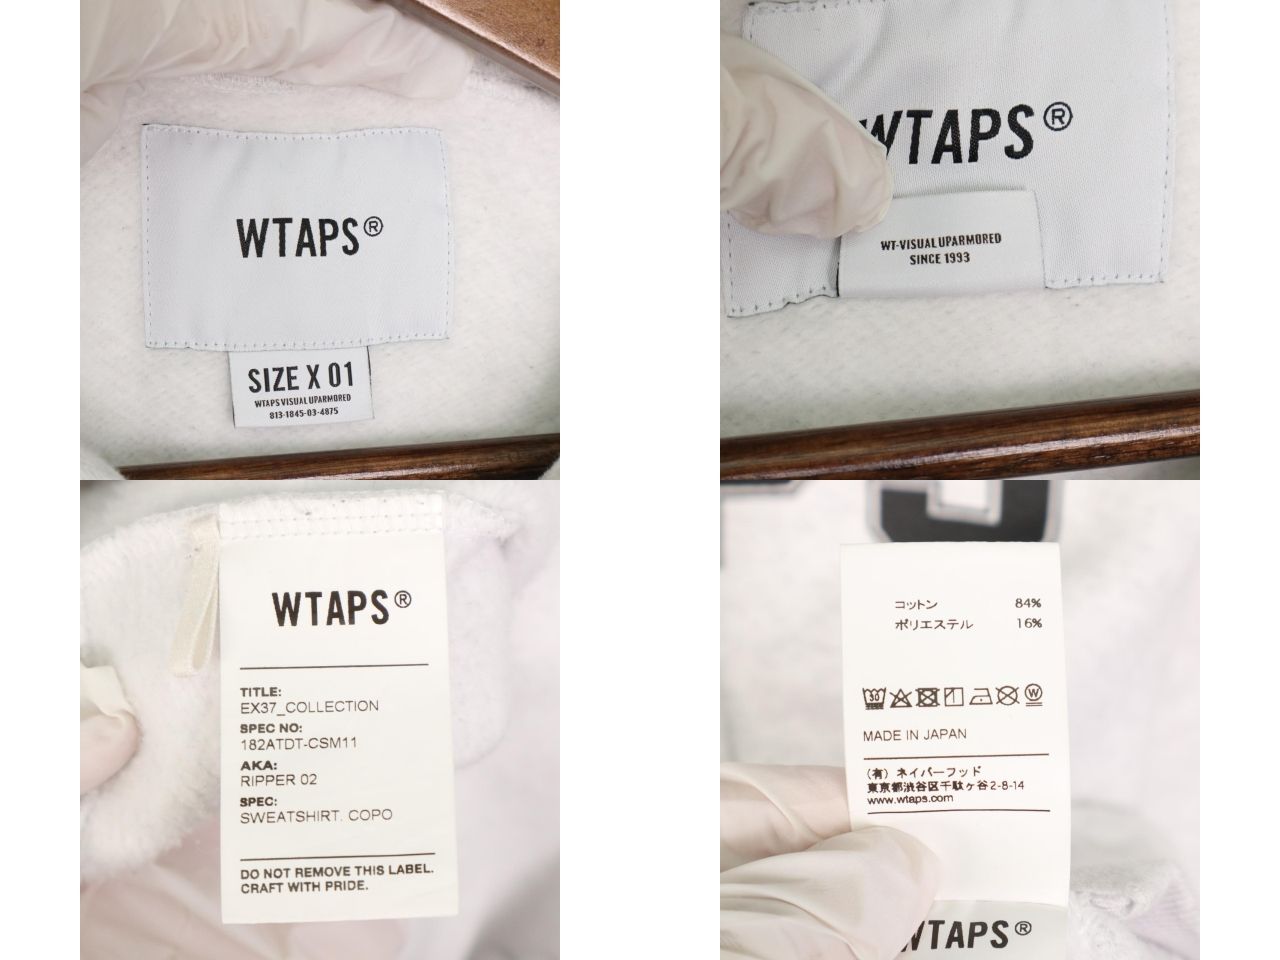 WTAPS®
SIZE X 01
WTAPS VISUAL UPARMORED
813-1845-03-4875
WTAPS®
WT-VISUAL UPARMORED
SINCE 1993
WTAPS®
TITLE:
EX37_COLLECTION
SPEC NO:
182ATDT-CSM11
AKA:
RIPPER 02
SPEC:
SWEATSHIRT. COPO
DO NOT REMOVE THIS LABEL.
CRAFT WITH PRIDE.
コットン 84%
ポリエステル 16%
30
W
MADE IN JAPAN
(有) ネイバーフッド
東京都渋谷区千駄ヶ谷2-8-14
www.wtaps.com
WTAPS®